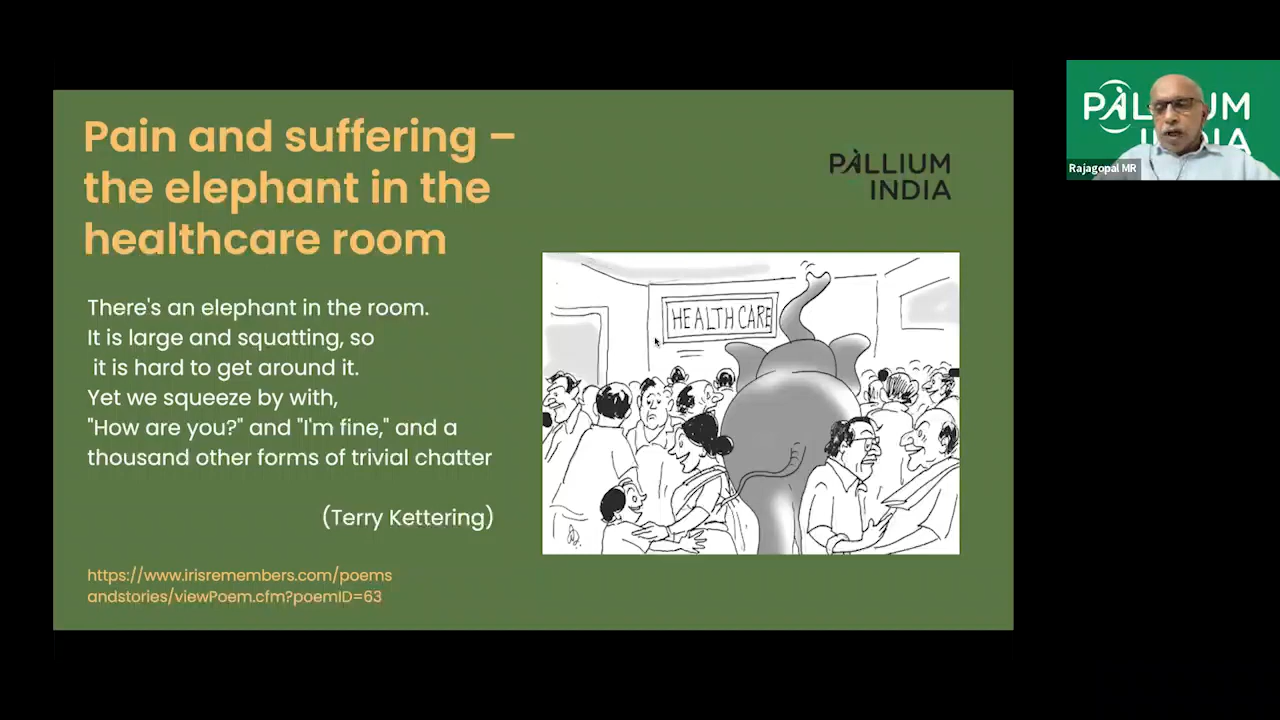 Pain and suffering –
the elephant in the
healthcare room
PALLIUM
INDIA
There's an elephant in the room.
It is large and squatting, so
it is hard to get around it.
Yet we squeeze by with,
"How are you?" and "I'm fine," and a
thousand other forms of trivial chatter
(Terry Kettering)
https://www.irisremembers.com/poems
andstories/viewPoem.cfm?poemID=63
HEALTH CARE
PALLIUM
INDIA
Rajagopal MR